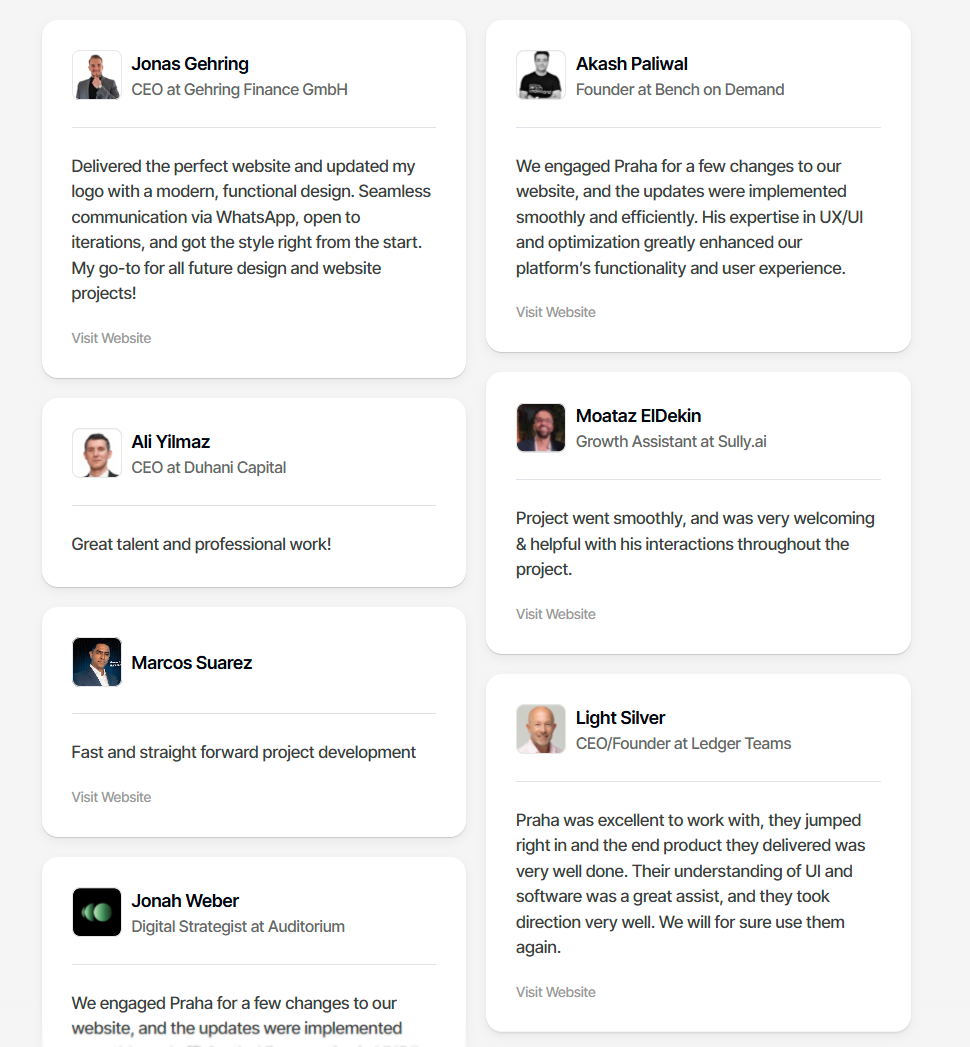 Jonas Gehring
CEO at Gehring Finance GmbH
Delivered the perfect website and updated my
logo with a modern, functional design. Seamless
communication via WhatsApp, open to
iterations, and got the style right from the start.
My go-to for all future design and website
projects!
Visit Website
Ali Yilmaz
CEO at Duhani Capital
Great talent and professional work!
Marcos Suarez
Fast and straight forward project development
Visit Website
Jonah Weber
Digital Strategist at Auditorium
We engaged Praha for a few changes to our
website, and the updates were implemented
Akash Paliwal
Founder at Bench on Demand
We engaged Praha for a few changes to our
website, and the updates were implemented
smoothly and efficiently. His expertise in UX/UI
and optimization greatly enhanced our
platform’s functionality and user experience.
Visit Website
Moataz ElDekin
Growth Assistant at Sully.ai
Project went smoothly, and was very welcoming
& helpful with his interactions throughout the
project.
Visit Website
Light Silver
CEO/Founder at Ledger Teams
Praha was excellent to work with, they jumped
right in and the end product they delivered was
very well done. Their understanding of UI and
software was a great assist, and they took
direction very well. We will for sure use them
again.
Visit Website